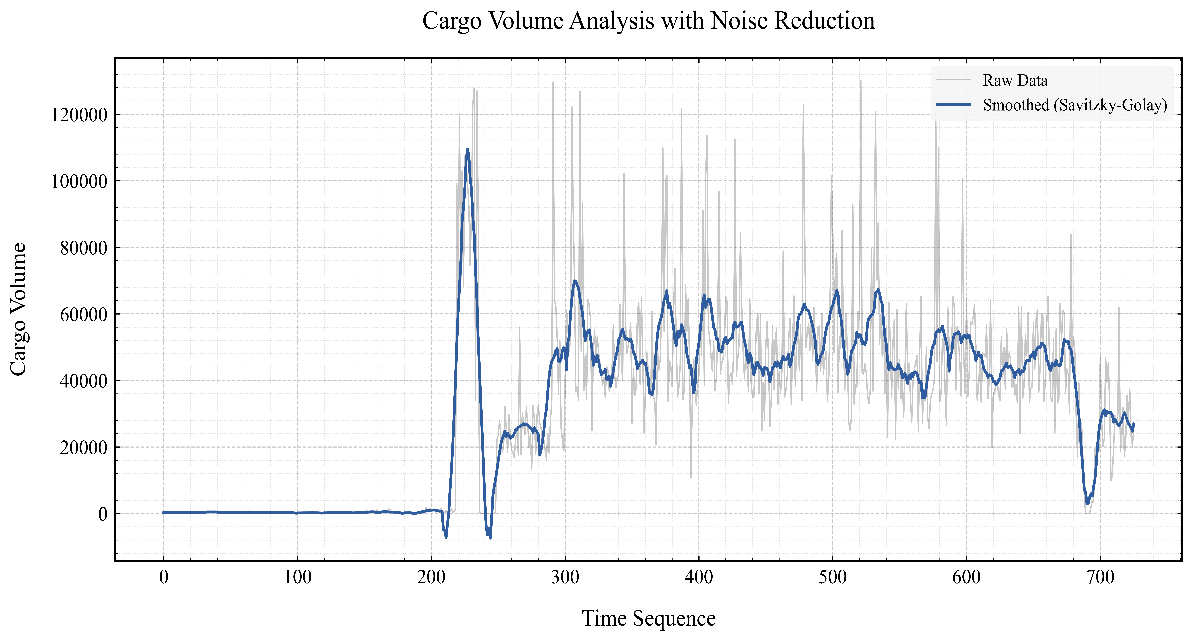 Cargo Volume Analysis with Noise Reduction
Raw Data
Smoothed (Savitzky-Golay)
120000
100000
80000
60000
40000
20000
0
Cargo Volume
0 100 200 300 400 500 600 700
Time Sequence